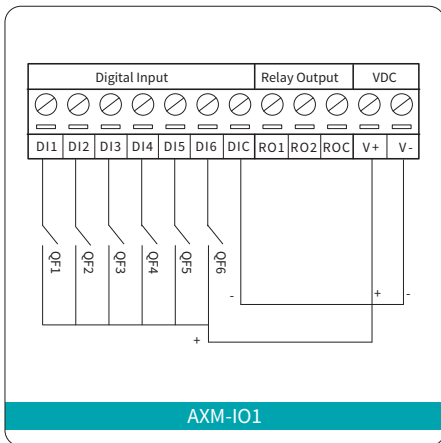 Digital Input Relay Output VDC
DI1 DI2 DI3 DI4 DI5 DI6 DIC RO1 RO2 ROC V+ V-
QF1 QF2 QF3 QF4 QF5 QF6
- + -
+
AXM-IO1